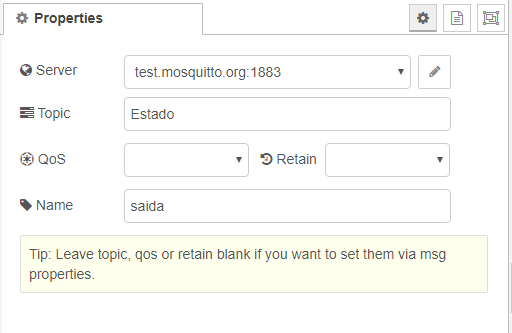 Properties
Server test.mosquitto.org:1883
Topic Estado
QoS Retain
Name saida
Tip: Leave topic, qos or retain blank if you want to set them via msg
properties.